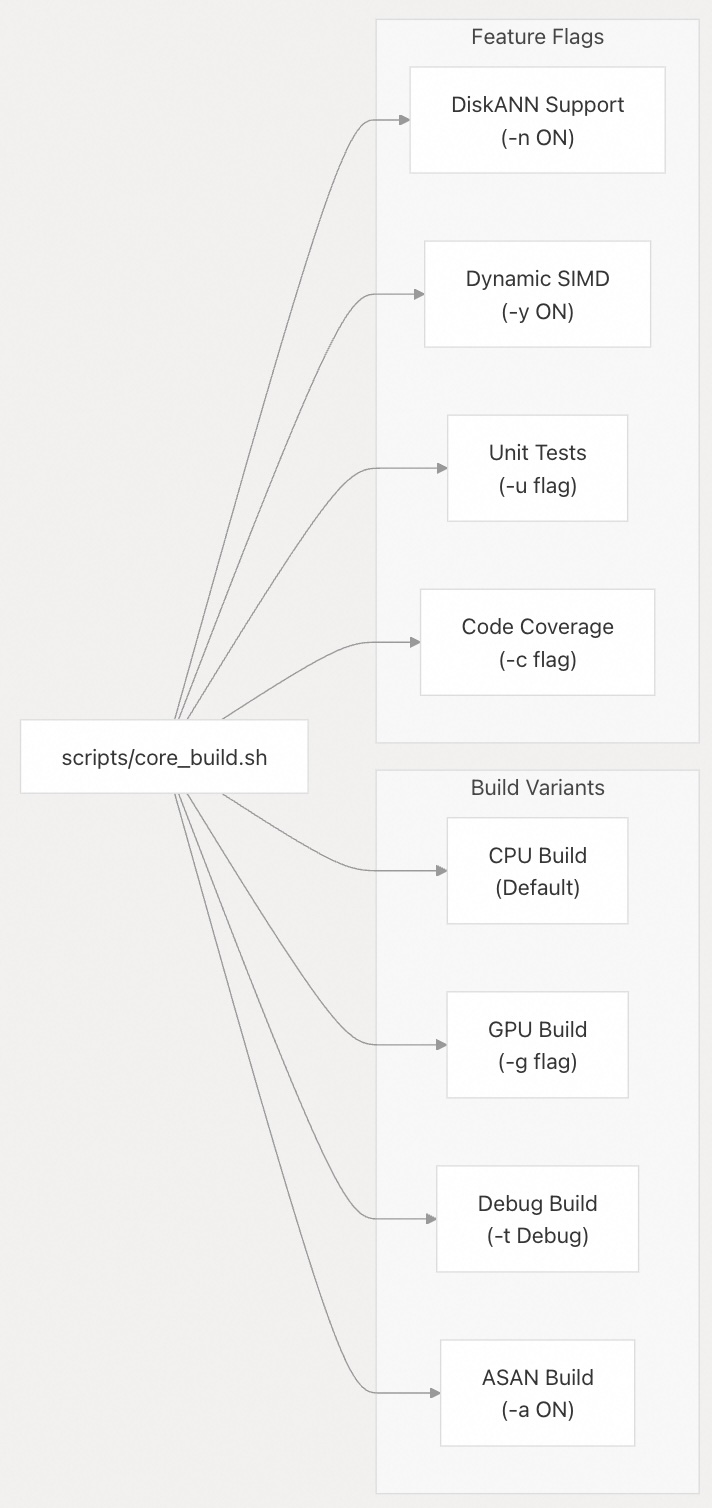 Feature Flags
DiskANN Support
(-n ON)
Dynamic SIMD
(-y ON)
Unit Tests
(-u flag)
Code Coverage
(-c flag)
scripts/core_build.sh
Build Variants
CPU Build
(Default)
GPU Build
(-g flag)
Debug Build
(-t Debug)
ASAN Build
(-a ON)